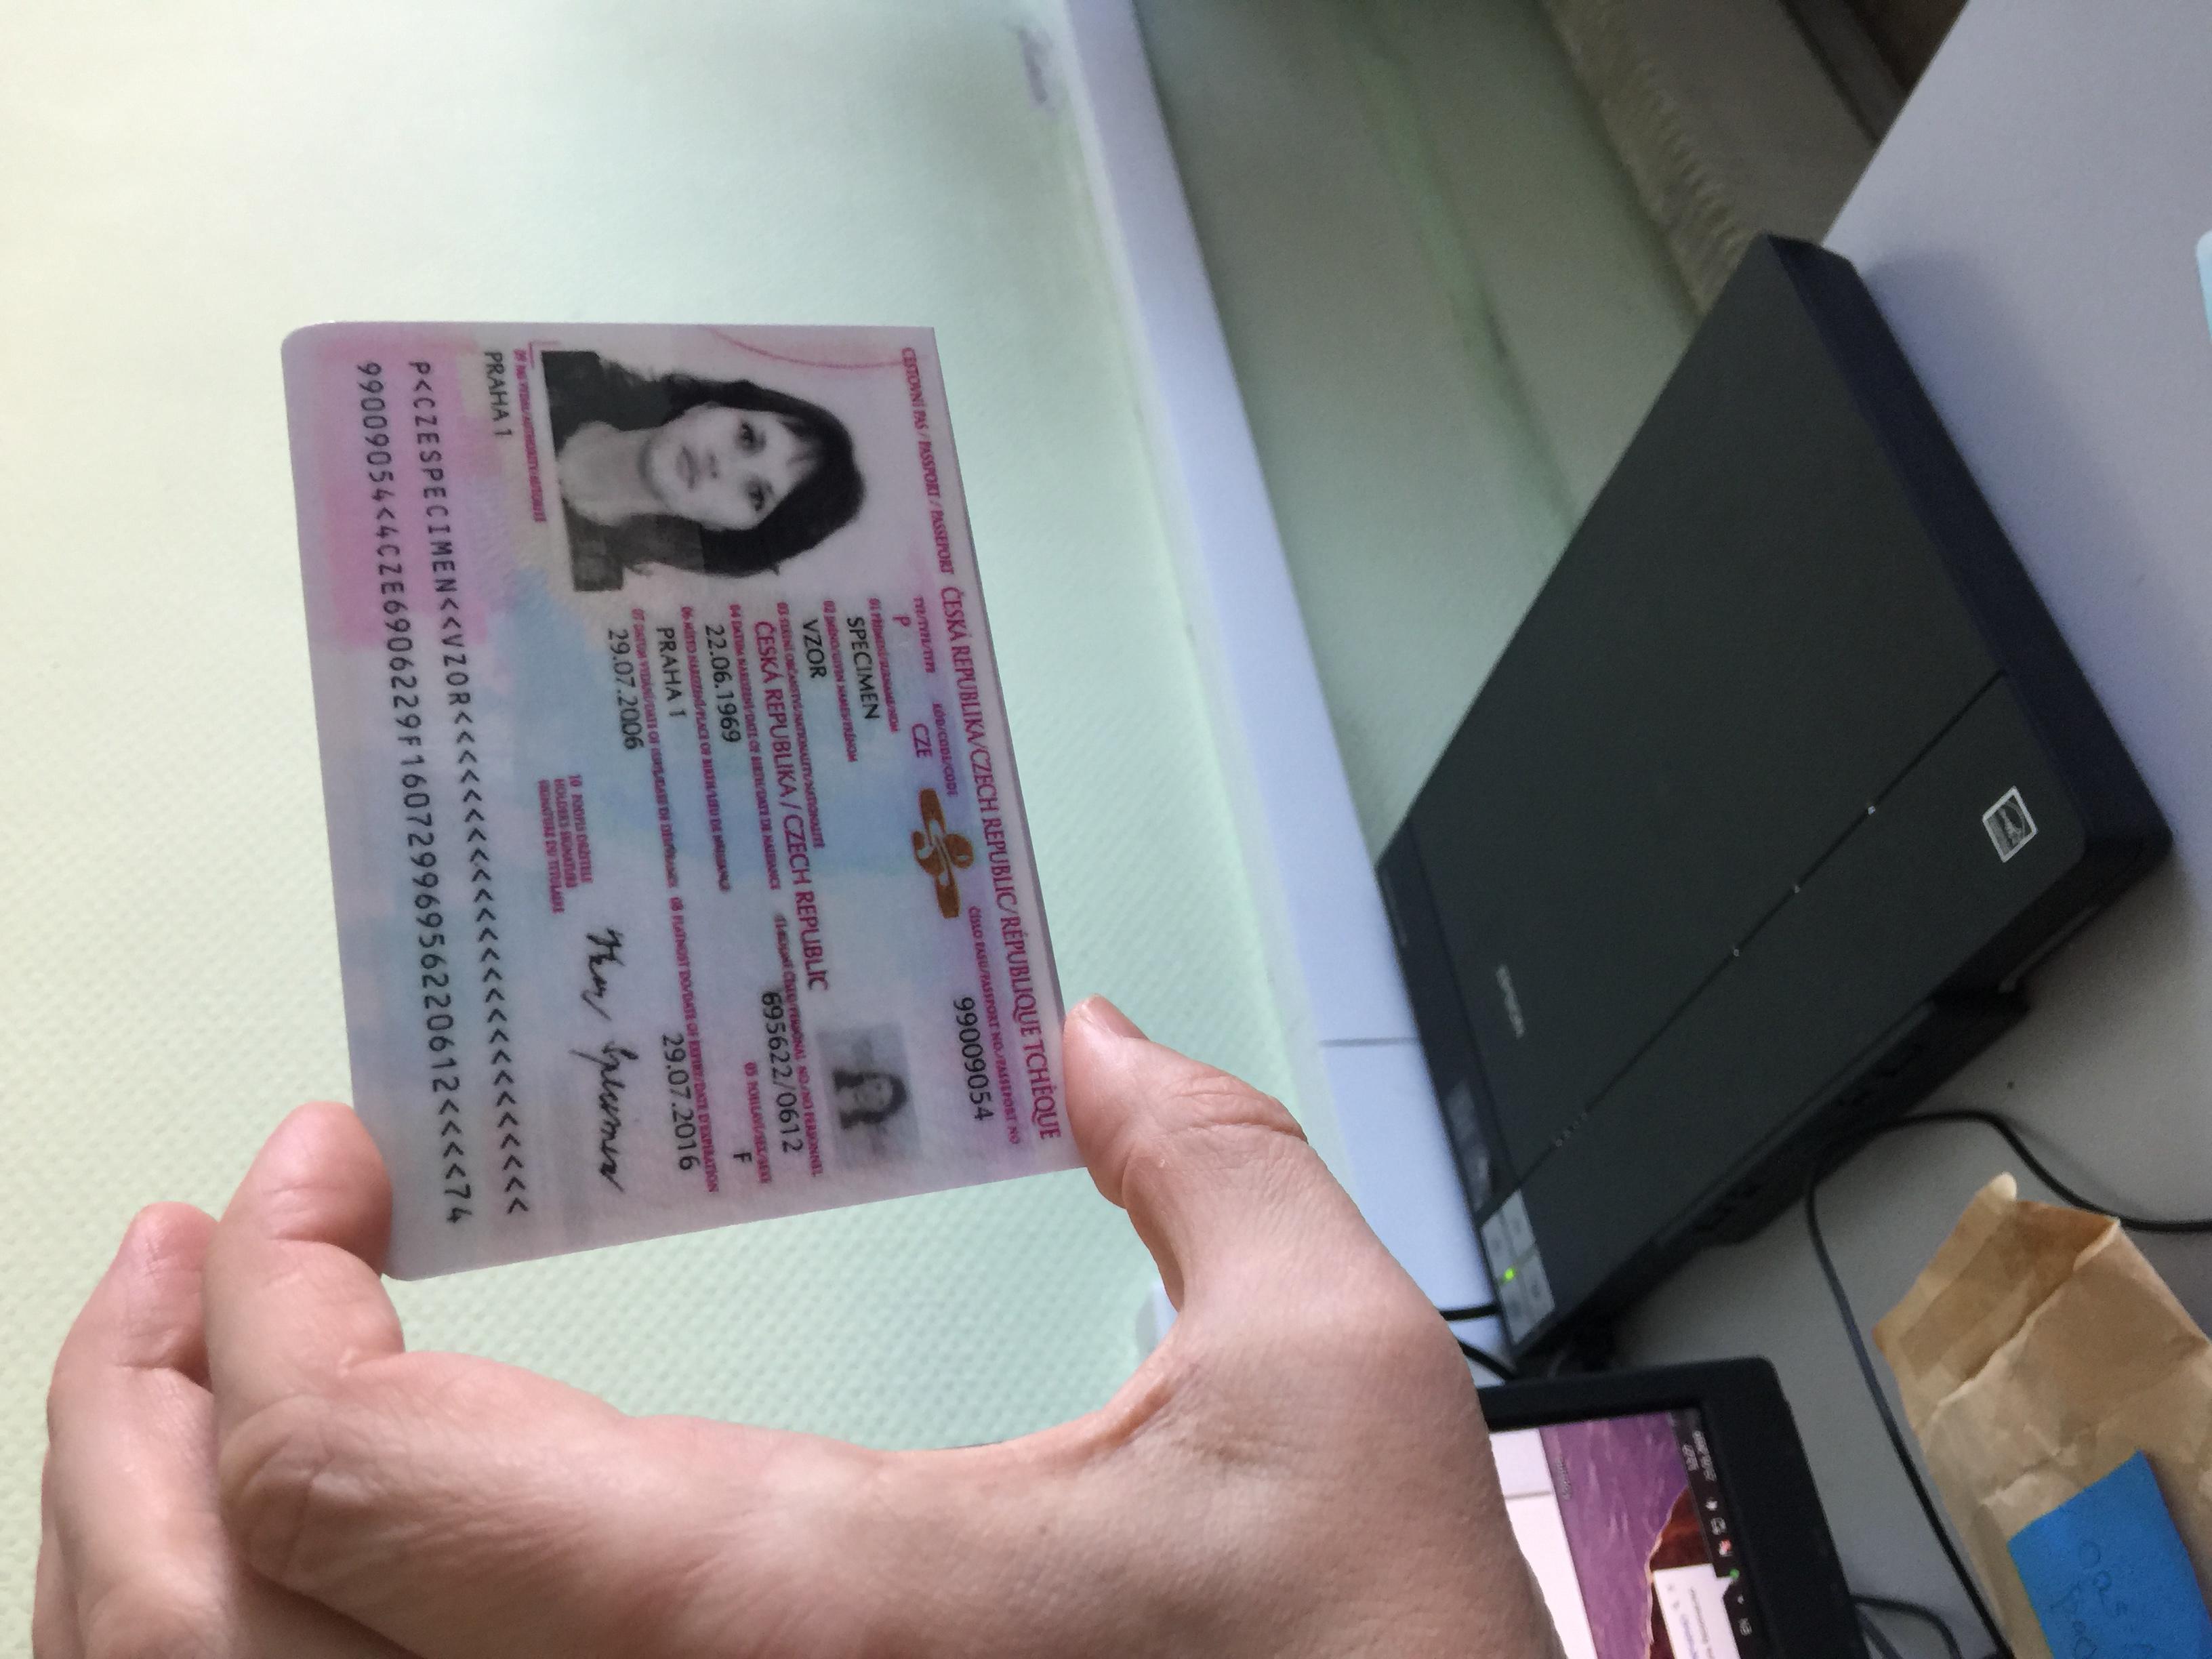 EPSON
CESTOVNÍ PAS / PASSPORT / PASSEPORT ČESKÁ REPUBLIKA/CZECH REPUBLIC/RÉPUBLIQUE TCHÈQUE
TYP/TYPE/TYPE KÓD/CODE/CODE ČÍSLO PASU/PASSPORT NO./PASSEPORT NO
P CZE 99009054
01 PŘÍJMENÍ/SURNAME/NOM
SPECIMEN
02 JMÉNO/GIVEN NAMES/PRÉNOM
VZOR
03 STÁTNÍ OBČANSTVÍ/NATIONALITY/NATIONALITÉ
ČESKÁ REPUBLIKA / CZECH REPUBLIC
04 DATUM NAROZENÍ/DATE OF BIRTH/DATE DE NAISSANCE 11 RODNÉ ČÍSLO/PERSONAL NO./NO PERSONNEL
22.06.1969 695622/0612
06 MÍSTO NAROZENÍ/PLACE OF BIRTH/LIEU DE NAISSANCE 05 POHLAVÍ/SEX/SEXE
PRAHA 1 F
07 DATUM VYDÁNÍ/DATE OF ISSUE/DATE DE DÉLIVRANCE 08 PLATNOST DO/DATE OF EXPIRY/DATE D'EXPIRATION
29.07.2006 29.07.2016
10 PODPIS DRŽITELE
HOLDER'S SIGNATURE
SIGNATURE DU TITULAIRE
Vzor Specimen
09 PAS VYDAL/AUTHORITY/AUTORITÉ
PRAHA 1
P<CZESPECIMEN<<VZOR<<<<<<<<<<<<<<<<<<<<<<<<<
99009054<4CZE6906229F1607299695622​0612<<<<74